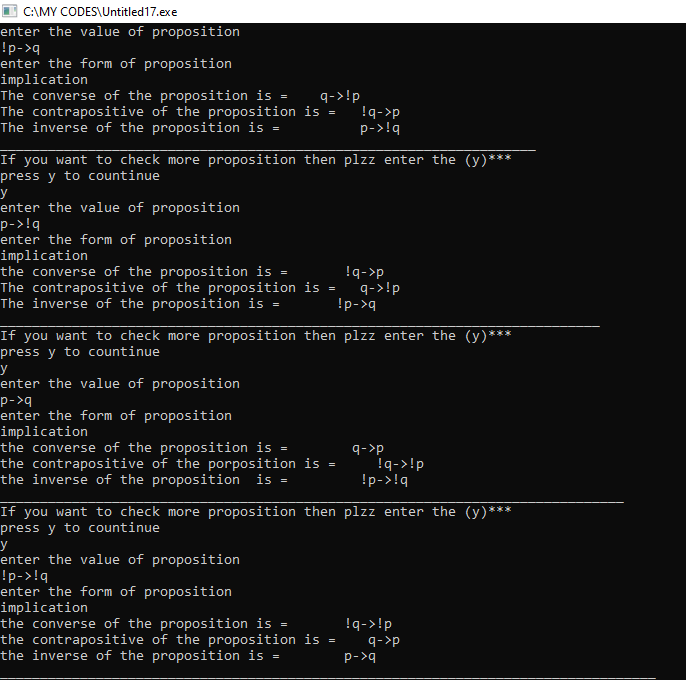 C:\MY CODES\Untitled17.exe
enter the value of proposition
!p->q
enter the form of proposition
implication
The converse of the proposition is =    q->!p
The contrapositive of the proposition is =   !q->p
The inverse of the proposition is =          p->!q
___________________________________________________________________
If you want to check more proposition then plzz enter the (y)***
press y to countinue
y
enter the value of proposition
p->!q
enter the form of proposition
implication
the converse of the proposition is =       !q->p
The contrapositive of the proposition is =   q->!p
The inverse of the proposition is =       !p->q
___________________________________________________________________________
If you want to check more proposition then plzz enter the (y)***
press y to countinue
y
enter the value of proposition
p->q
enter the form of proposition
implication
the converse of the proposition is =        q->p
the contrapositive of the porposition is =     !q->!p
the inverse of the proposition  is =         !p->!q
______________________________________________________________________________
If you want to check more proposition then plzz enter the (y)***
press y to countinue
y
enter the value of proposition
!p->!q
enter the form of proposition
implication
the converse of the proposition is =       !q->!p
the contrapositive of the proposition is =    q->p
the inverse of the proposition is =        p->q
__________________________________________________________________________________